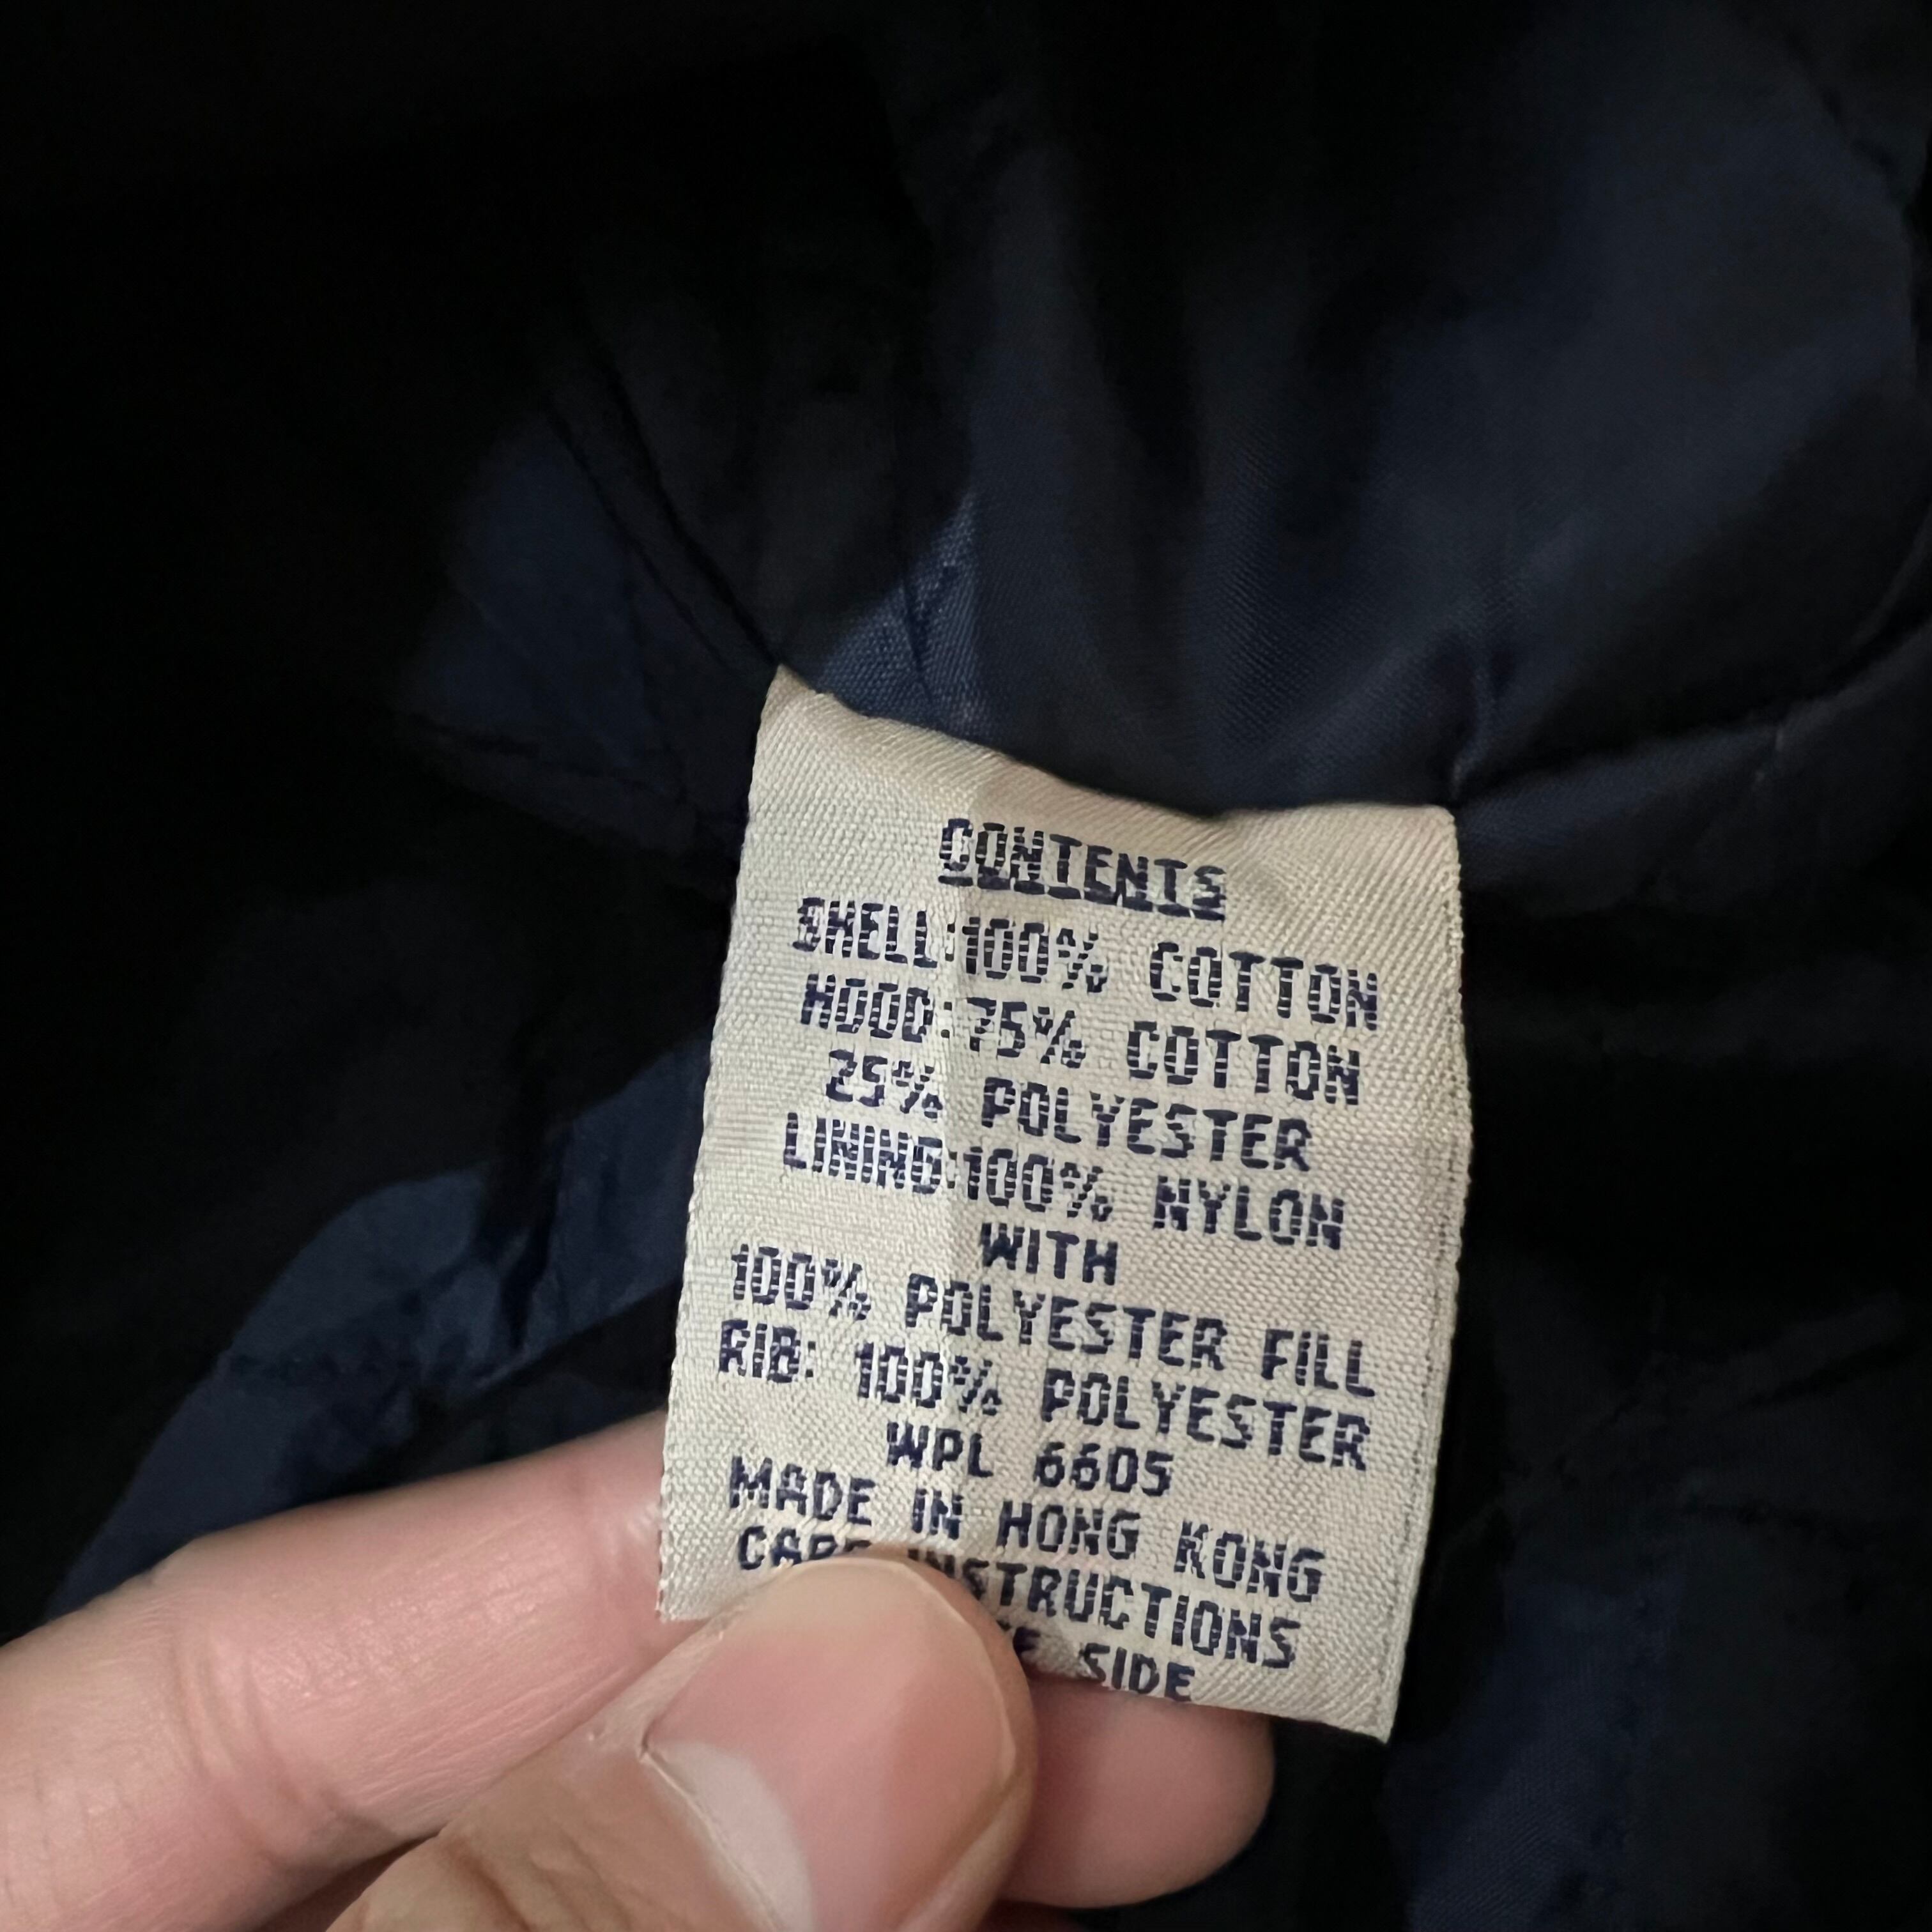 CONTENTS
SHELL:100% COTTON
HOOD:75% COTTON
25% POLYESTER
LINING:100% NYLON
WITH
100% POLYESTER FILL
RIB: 100% POLYESTER
WPL 6605
MADE IN HONG KONG
CARE INSTRUCTIONS
SIDE